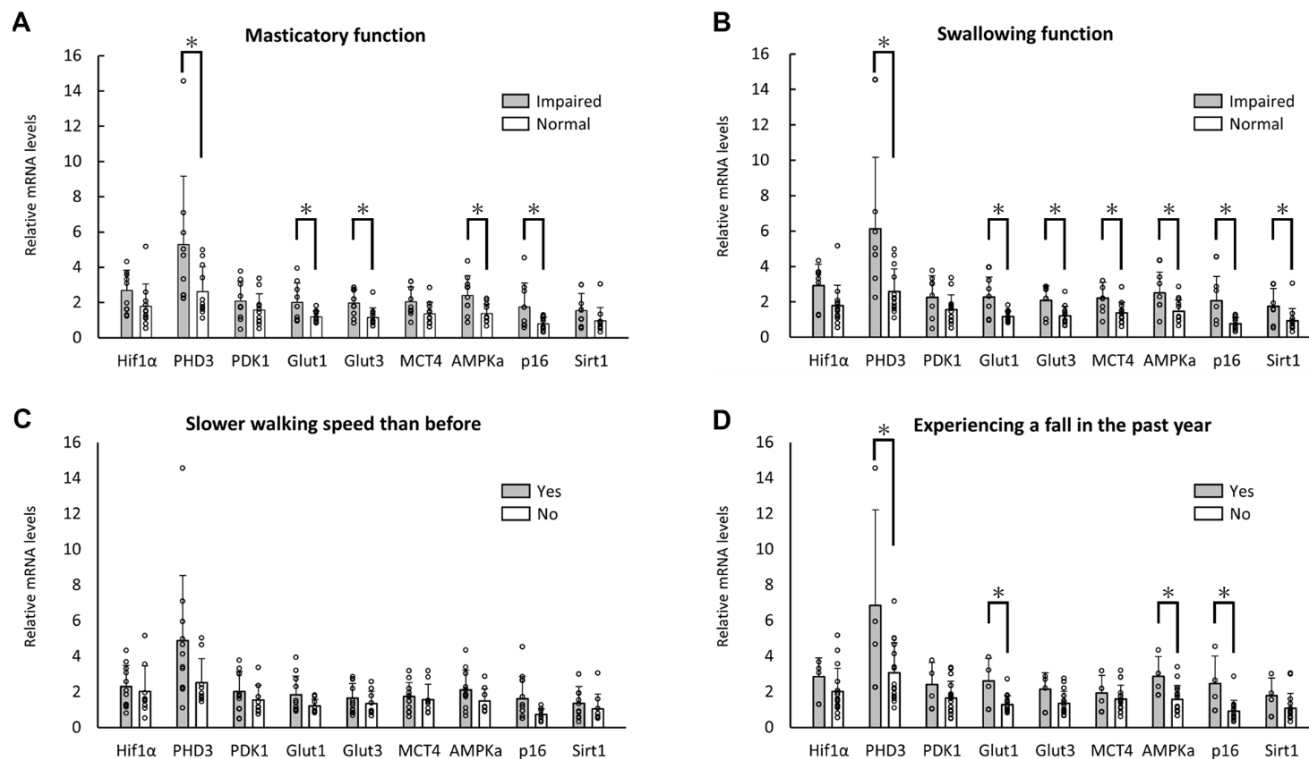 A
Masticatory function
*
16
14
12
10
8
6
4
2
0
Relative mRNA levels
Impaired
Normal
* * * *
Hif1α PHD3 PDK1 Glut1 Glut3 MCT4 AMPKa p16 Sirt1
B
Swallowing function
*
16
14
12
10
8
6
4
2
0
Relative mRNA levels
Impaired
Normal
* * * * * *
Hif1α PHD3 PDK1 Glut1 Glut3 MCT4 AMPKa p16 Sirt1
C
Slower walking speed than before
16
14
12
10
8
6
4
2
0
Relative mRNA levels
Yes
No
Hif1α PHD3 PDK1 Glut1 Glut3 MCT4 AMPKa p16 Sirt1
D
Experiencing a fall in the past year
*
16
14
12
10
8
6
4
2
0
Relative mRNA levels
Yes
No
* * *
Hif1α PHD3 PDK1 Glut1 Glut3 MCT4 AMPKa p16 Sirt1